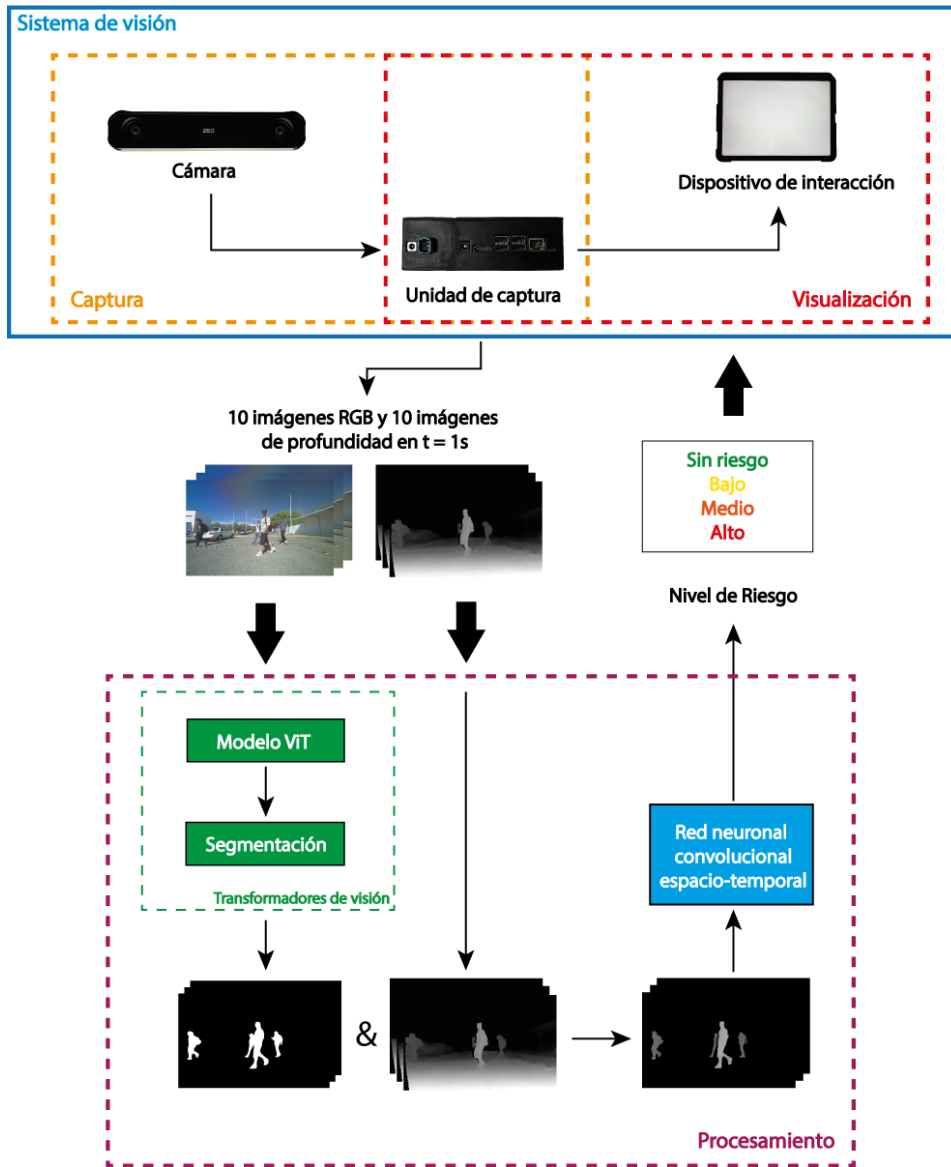 Sistema de visión
ZED
Cámara
Dispositivo de interacción
Captura
Unidad de captura
Visualización
10 imágenes RGB y 10 imágenes
de profundidad en t = 1s
Sin riesgo
Bajo
Medio
Alto
Nivel de Riesgo
Modelo ViT
Segmentación
Transformadores de visión
Red neuronal
convolucional
espacio-temporal
&
Procesamiento